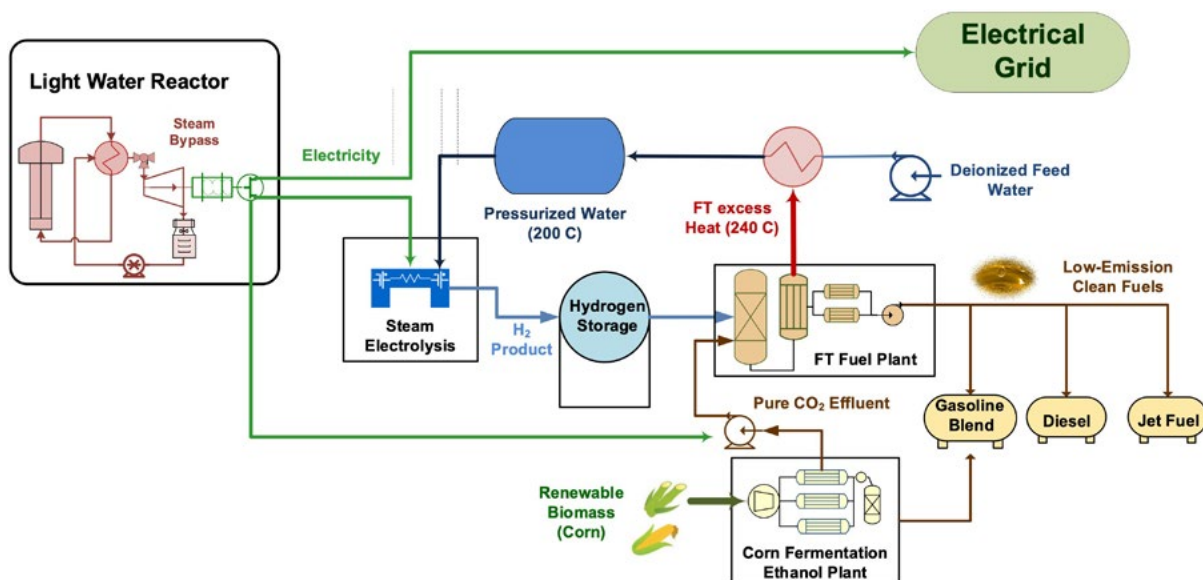 Electrical
Grid
Light Water Reactor
Steam
Bypass
Electricity
Pressurized Water
(200 C)
FT excess
Heat (240 C)
Deionized Feed
Water
Low-Emission
Clean Fuels
Steam
Electrolysis
H₂
Product
Hydrogen
Storage
FT Fuel Plant
Pure CO₂ Effluent
Gasoline
Blend
Diesel
Jet Fuel
Renewable
Biomass
(Corn)
Corn Fermentation
Ethanol Plant